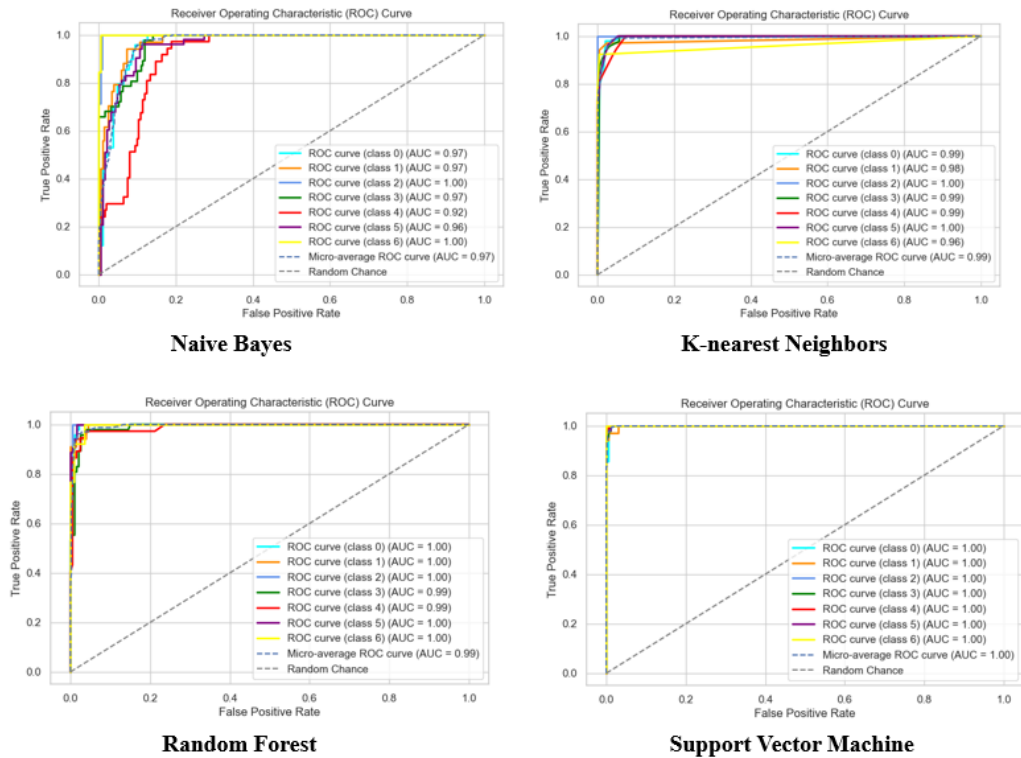 Receiver Operating Characteristic (ROC) Curve
True Positive Rate
1.0
0.8
0.6
0.4
0.2
0.0
ROC curve (class 0) (AUC = 0.97)
ROC curve (class 1) (AUC = 0.97)
ROC curve (class 2) (AUC = 1.00)
ROC curve (class 3) (AUC = 0.97)
ROC curve (class 4) (AUC = 0.92)
ROC curve (class 5) (AUC = 0.96)
ROC curve (class 6) (AUC = 1.00)
Micro-average ROC curve (AUC = 0.97)
Random Chance
0.0 0.2 0.4 0.6 0.8 1.0
False Positive Rate
Naive Bayes
Receiver Operating Characteristic (ROC) Curve
True Positive Rate
1.0
0.8
0.6
0.4
0.2
0.0
ROC curve (class 0) (AUC = 0.99)
ROC curve (class 1) (AUC = 0.98)
ROC curve (class 2) (AUC = 1.00)
ROC curve (class 3) (AUC = 0.99)
ROC curve (class 4) (AUC = 0.99)
ROC curve (class 5) (AUC = 1.00)
ROC curve (class 6) (AUC = 0.96)
Micro-average ROC curve (AUC = 0.99)
Random Chance
0.0 0.2 0.4 0.6 0.8 1.0
False Positive Rate
K-nearest Neighbors
Receiver Operating Characteristic (ROC) Curve
True Positive Rate
1.0
0.8
0.6
0.4
0.2
0.0
ROC curve (class 0) (AUC = 1.00)
ROC curve (class 1) (AUC = 1.00)
ROC curve (class 2) (AUC = 1.00)
ROC curve (class 3) (AUC = 0.99)
ROC curve (class 4) (AUC = 0.99)
ROC curve (class 5) (AUC = 1.00)
ROC curve (class 6) (AUC = 1.00)
Micro-average ROC curve (AUC = 0.99)
Random Chance
0.0 0.2 0.4 0.6 0.8 1.0
False Positive Rate
Random Forest
Receiver Operating Characteristic (ROC) Curve
True Positive Rate
1.0
0.8
0.6
0.4
0.2
0.0
ROC curve (class 0) (AUC = 1.00)
ROC curve (class 1) (AUC = 1.00)
ROC curve (class 2) (AUC = 1.00)
ROC curve (class 3) (AUC = 1.00)
ROC curve (class 4) (AUC = 1.00)
ROC curve (class 5) (AUC = 1.00)
ROC curve (class 6) (AUC = 1.00)
Micro-average ROC curve (AUC = 1.00)
Random Chance
0.0 0.2 0.4 0.6 0.8 1.0
False Positive Rate
Support Vector Machine